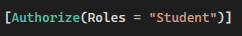 [Authorize(Roles = "Student")]